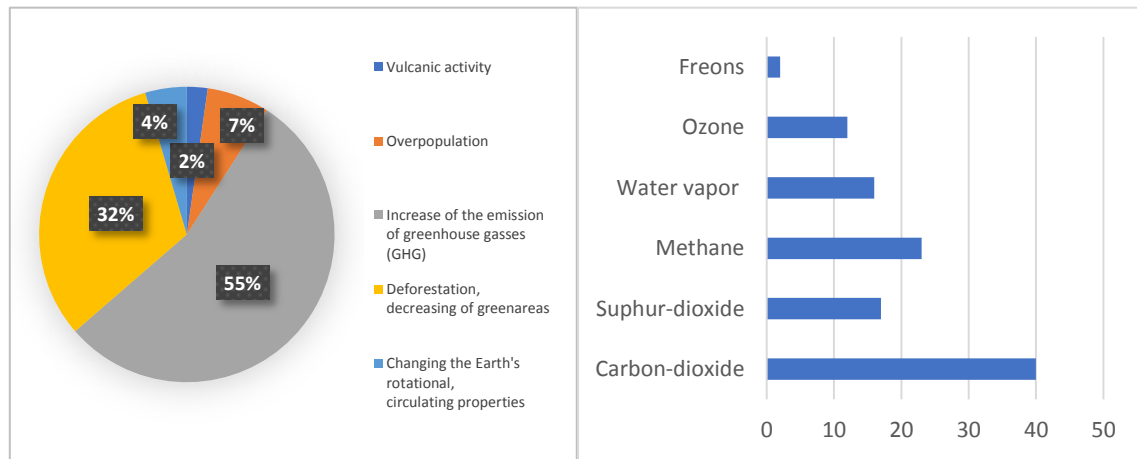 4%
7%
2%
32%
55%
Vulcanic activity
Overpopulation
Increase of the emission
of greenhouse gasses
(GHG)
Deforestation,
decreasing of greenareas
Changing the Earth's
rotational,
circulating properties
Freons
Ozone
Water vapor
Methane
Suphur-dioxide
Carbon-dioxide
0 10 20 30 40 50